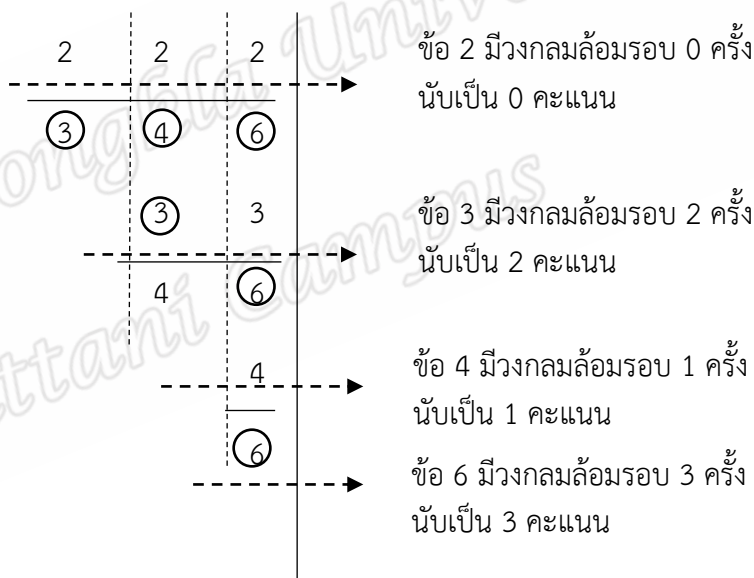 2 2 2
ข้อ 2 มีวงกลมล้อมรอบ 0 ครั้ง
นับเป็น 0 คะแนน
3 4 6
3 3
ข้อ 3 มีวงกลมล้อมรอบ 2 ครั้ง
นับเป็น 2 คะแนน
4 6
4
ข้อ 4 มีวงกลมล้อมรอบ 1 ครั้ง
นับเป็น 1 คะแนน
6
ข้อ 6 มีวงกลมล้อมรอบ 3 ครั้ง
นับเป็น 3 คะแนน